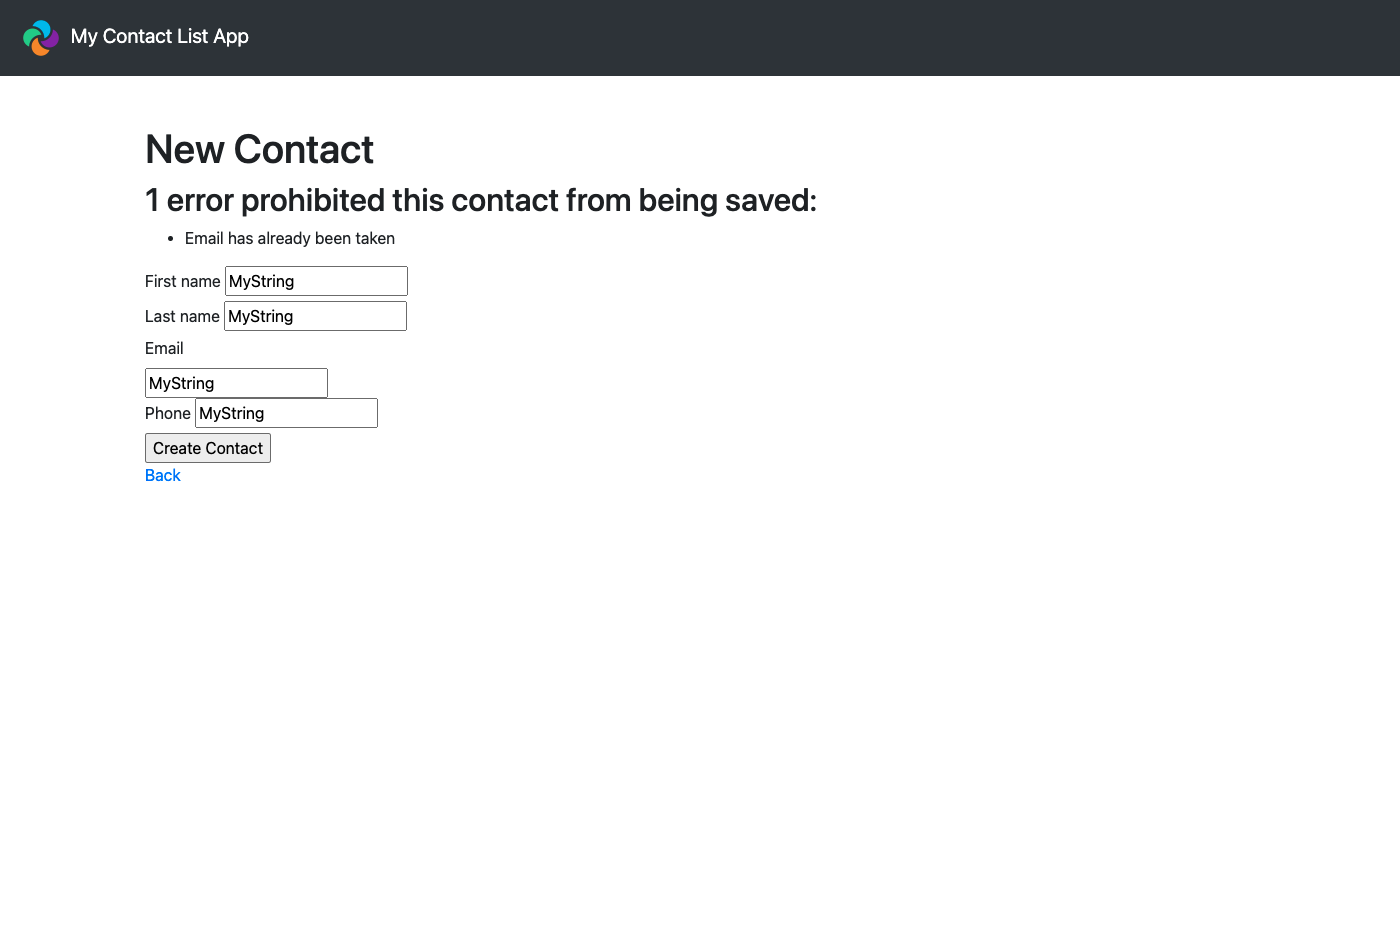 My Contact List App
New Contact
1 error prohibited this contact from being saved:
• Email has already been taken
First name MyString
Last name MyString
Email
MyString
Phone MyString
Create Contact
Back